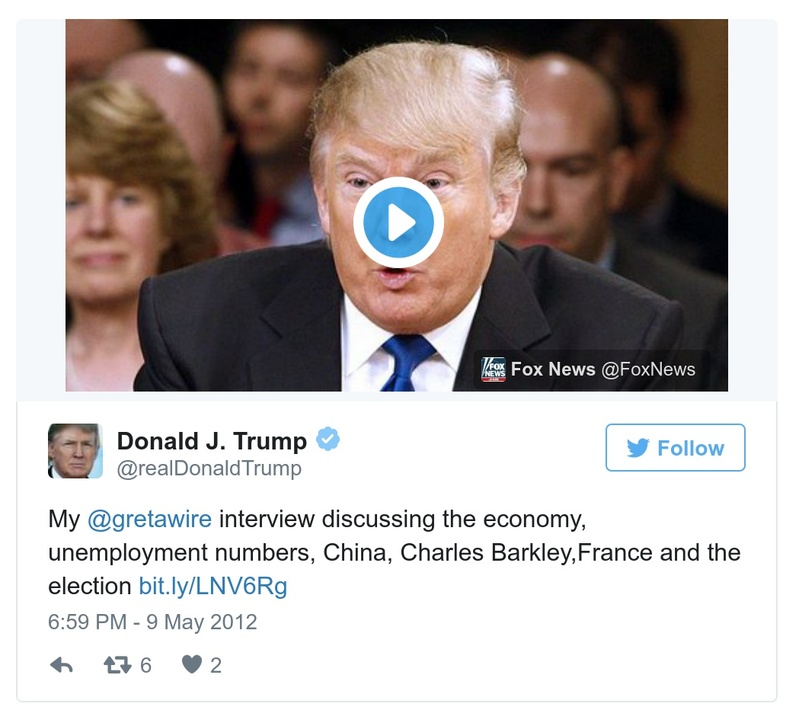 FOX
NEWS
Fox News @FoxNews
Donald J. Trump
@realDonaldTrump
Follow
My @gretawire interview discussing the economy,
unemployment numbers, China, Charles Barkley,France and the
election bit.ly/LNV6Rg
6:59 PM - 9 May 2012
6 2